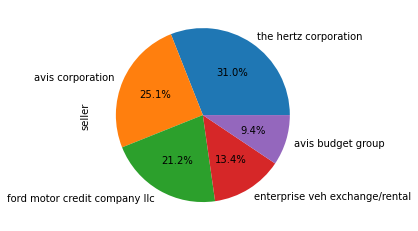 the hertz corporation
31.0%
avis corporation
25.1%
seller
9.4%
avis budget group
21.2%
13.4%
ford motor credit company llc
enterprise veh exchange/rental